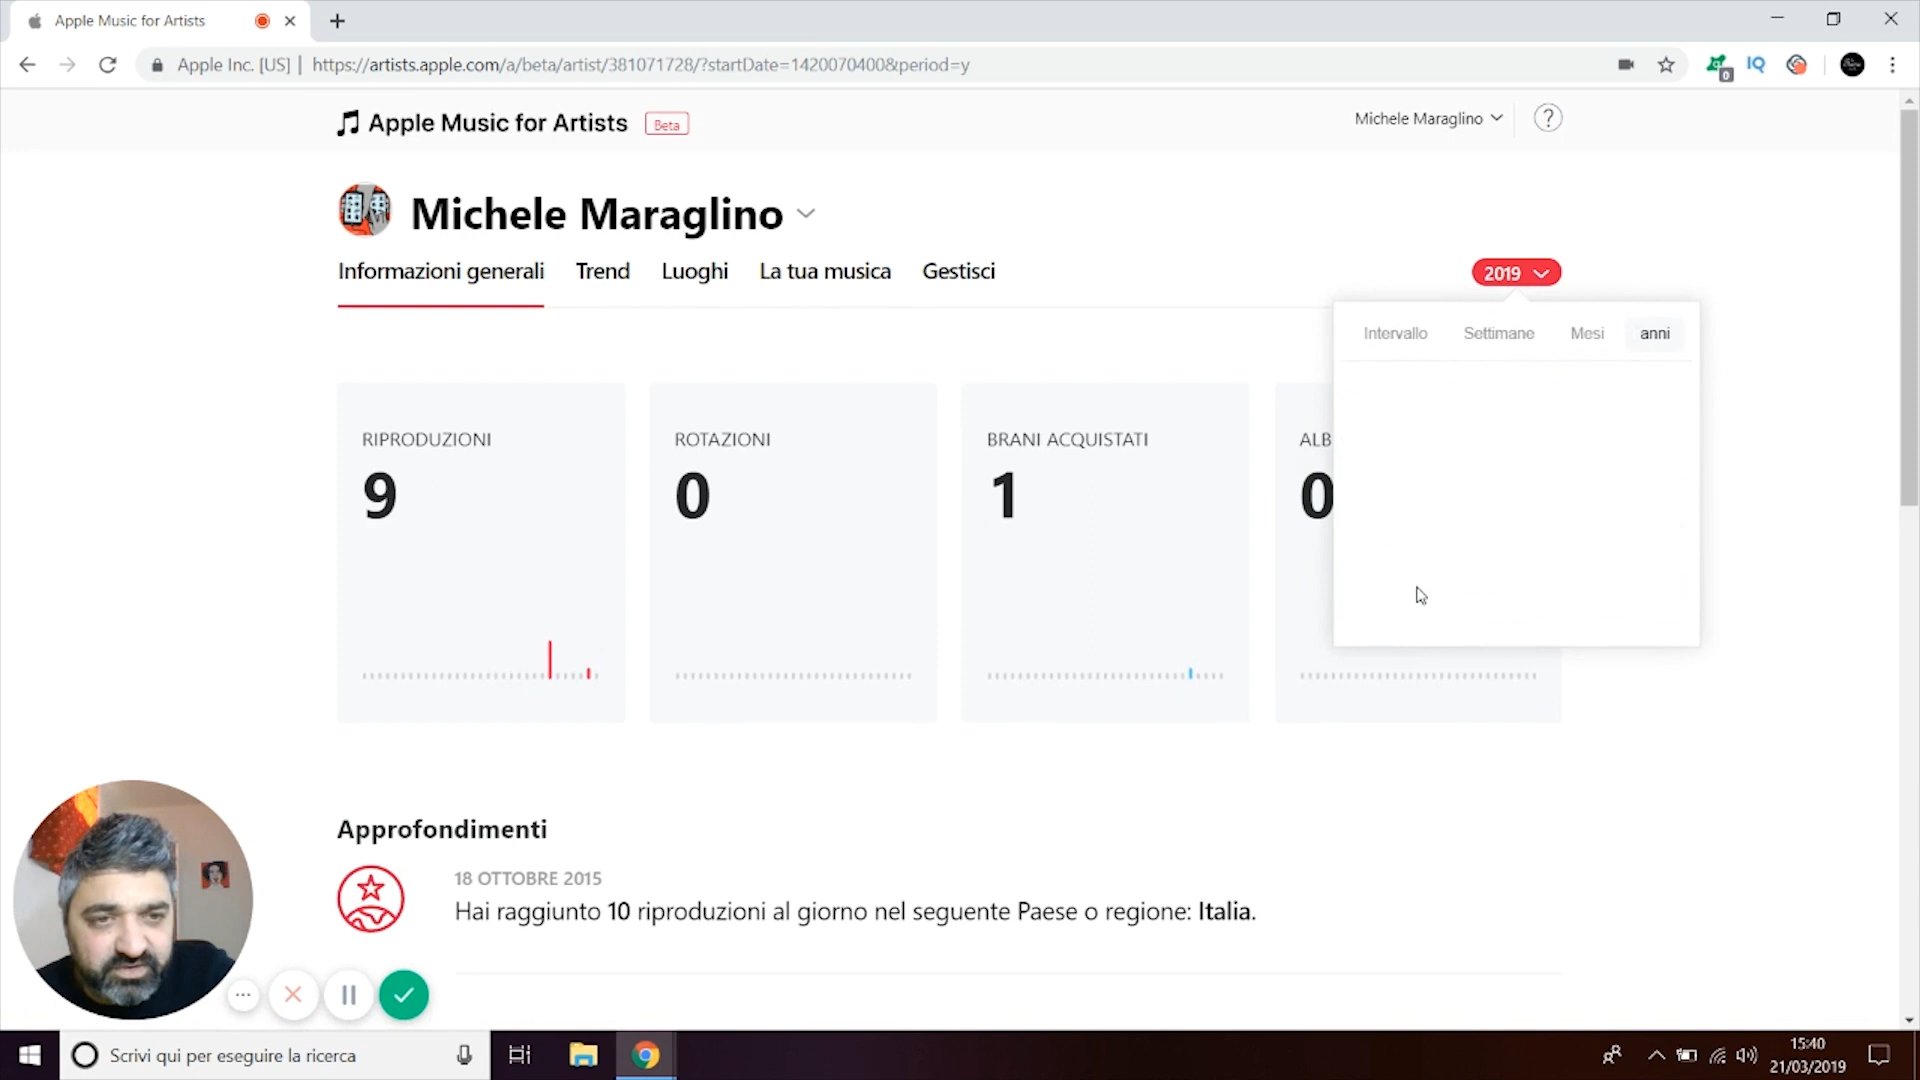 Apple Music for Artists
Apple Inc. [US] | https://artists.apple.com/a/beta/artist/381071728/?startDate=1420070400&period=y
0
IQ
Apple Music for Artists Beta
Michele Maraglino
?
Michele Maraglino
Informazioni generali Trend Luoghi La tua musica Gestisci
2019
Intervallo Settimane Mesi anni
RIPRODUZIONI
9
ROTAZIONI
0
BRANI ACQUISTATI
1
ALB
0
Approfondimenti
18 OTTOBRE 2015
Hai raggiunto 10 riproduzioni al giorno nel seguente Paese o regione: Italia.
Scrivi qui per eseguire la ricerca
15:40
21/03/2019